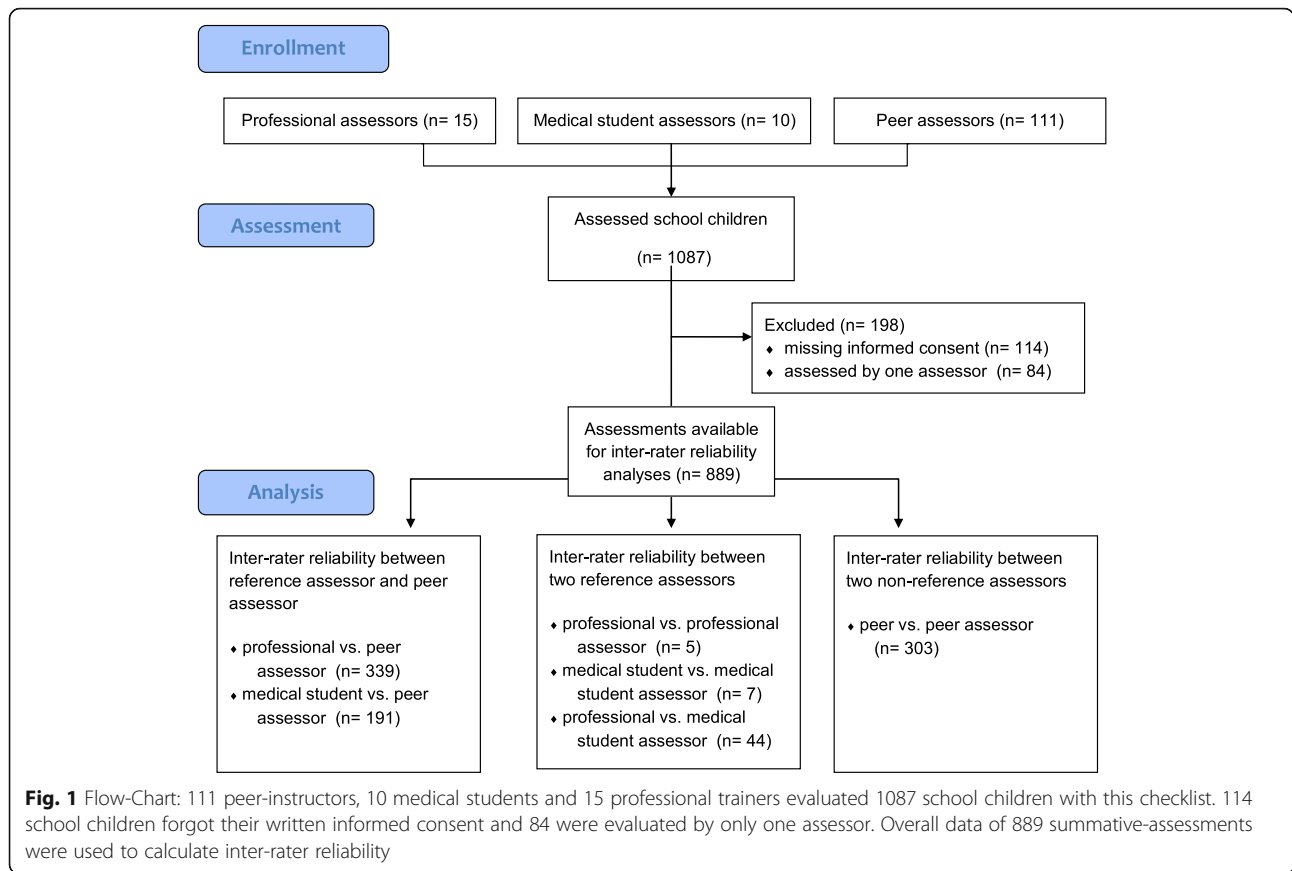 Enrollment
Professional assessors (n= 15)
Medical student assessors (n= 10)
Peer assessors (n= 111)
Assessment
Assessed school children
(n= 1087)
Excluded (n= 198)
♦ missing informed consent (n= 114)
♦ assessed by one assessor (n= 84)
Assessments available
for inter-rater reliability
analyses (n= 889)
Analysis
Inter-rater reliability between
reference assessor and peer
assessor
♦ professional vs. peer
assessor (n= 339)
♦ medical student vs. peer
assessor (n= 191)
Inter-rater reliability between
two reference assessors
♦ professional vs. professional
assessor (n= 5)
♦ medical student vs. medical
student assessor (n= 7)
♦ professional vs. medical
student assessor (n= 44)
Inter-rater reliability between
two non-reference assessors
♦ peer vs. peer assessor
(n= 303)
Fig. 1 Flow-Chart: 111 peer-instructors, 10 medical students and 15 professional trainers evaluated 1087 school children with this checklist. 114
school children forgot their written informed consent and 84 were evaluated by only one assessor. Overall data of 889 summative-assessments
were used to calculate inter-rater reliability